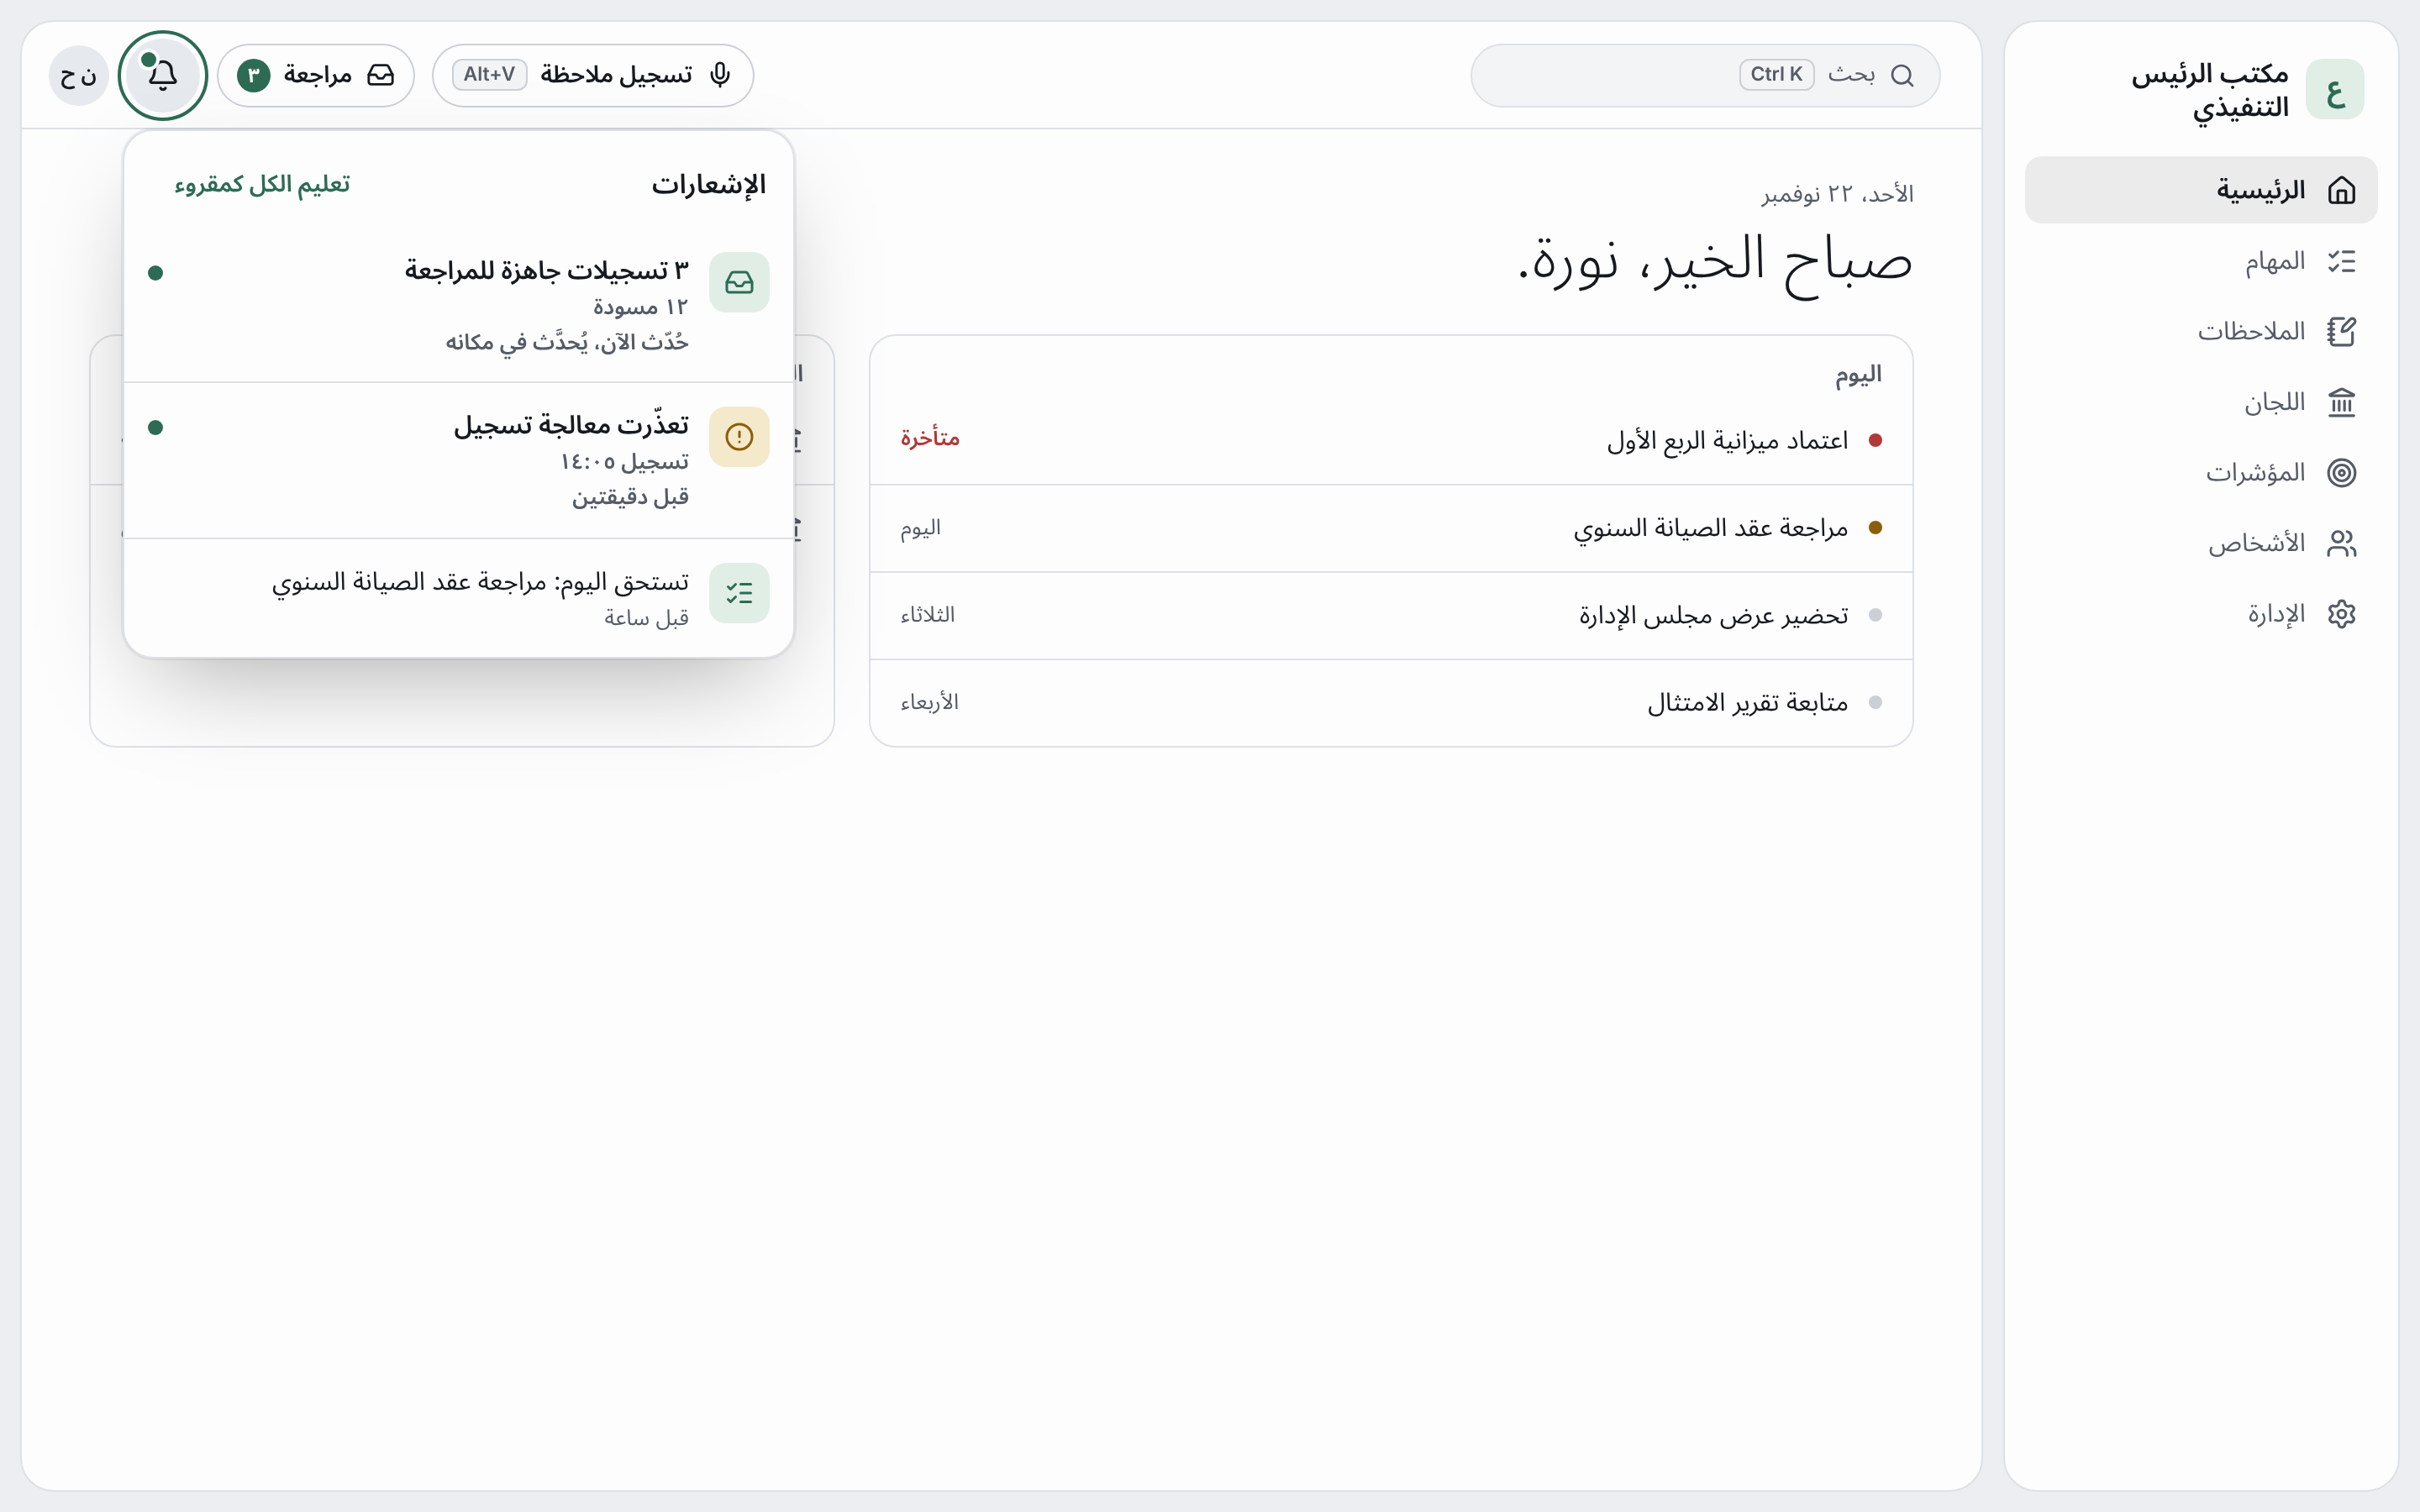 ع
مكتب الرئيس
التنفيذي
الرئيسية
المهام
الملاحظات
اللجان
المؤشرات
الأشخاص
الإدارة
بحث Ctrl K
تسجيل ملاحظة Alt+V
مراجعة ٣
ن ح
الأحد، ٢٢ نوفمبر
صباح الخير، نورة.
اليوم
اعتماد ميزانية الربع الأول متأخرة
مراجعة عقد الصيانة السنوي اليوم
تحضير عرض مجلس الإدارة الثلاثاء
متابعة تقرير الامتثال الأربعاء
الإشعارات تعليم الكل كمقروء
٣ تسجيلات جاهزة للمراجعة
١٢ مسودة
حُدّث الآن، يُحدَّث في مكانه
تعذّرت معالجة تسجيل
تسجيل ١٤:٠٥
قبل دقيقتين
تستحق اليوم: مراجعة عقد الصيانة السنوي
قبل ساعة